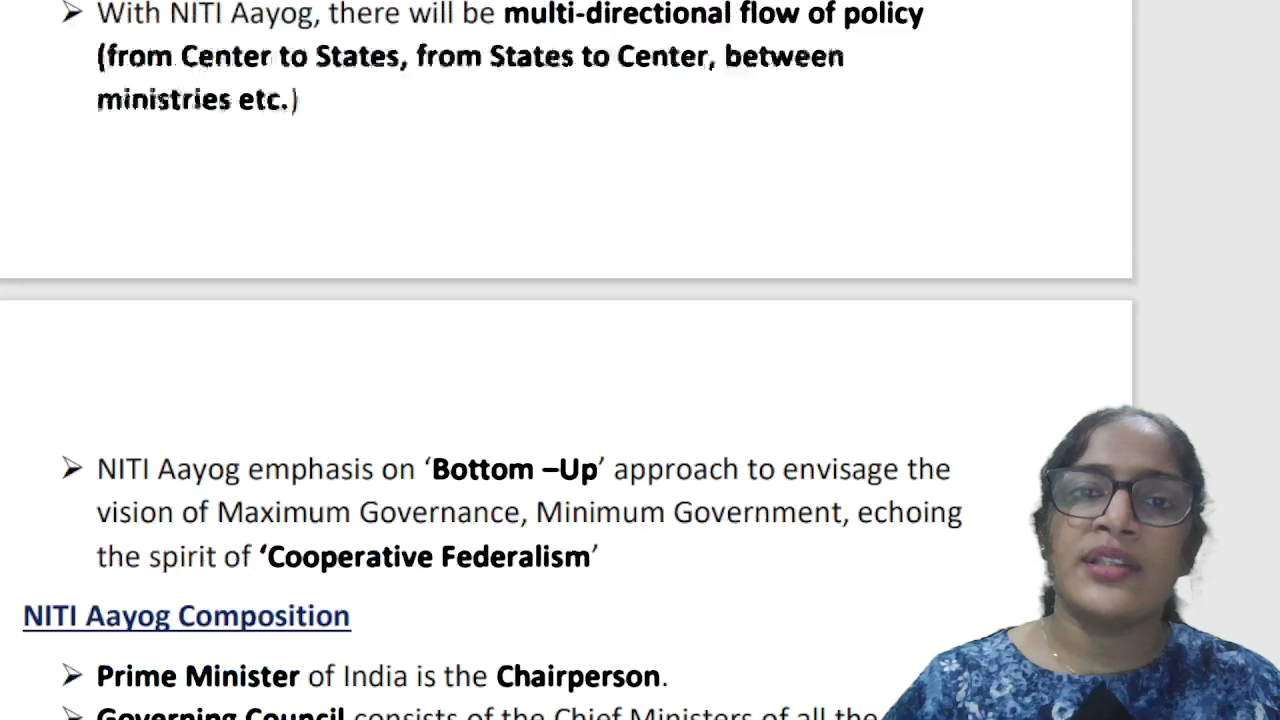 ➢ With NITI Aayog, there will be multi-directional flow of policy
(from Center to States, from States to Center, between
ministries etc.)
➢ NITI Aayog emphasis on ‘Bottom –Up’ approach to envisage the
vision of Maximum Governance, Minimum Government, echoing
the spirit of ‘Cooperative Federalism’
NITI Aayog Composition
➢ Prime Minister of India is the Chairperson.
➢ Governing Council consists of the Chief Ministers of all the